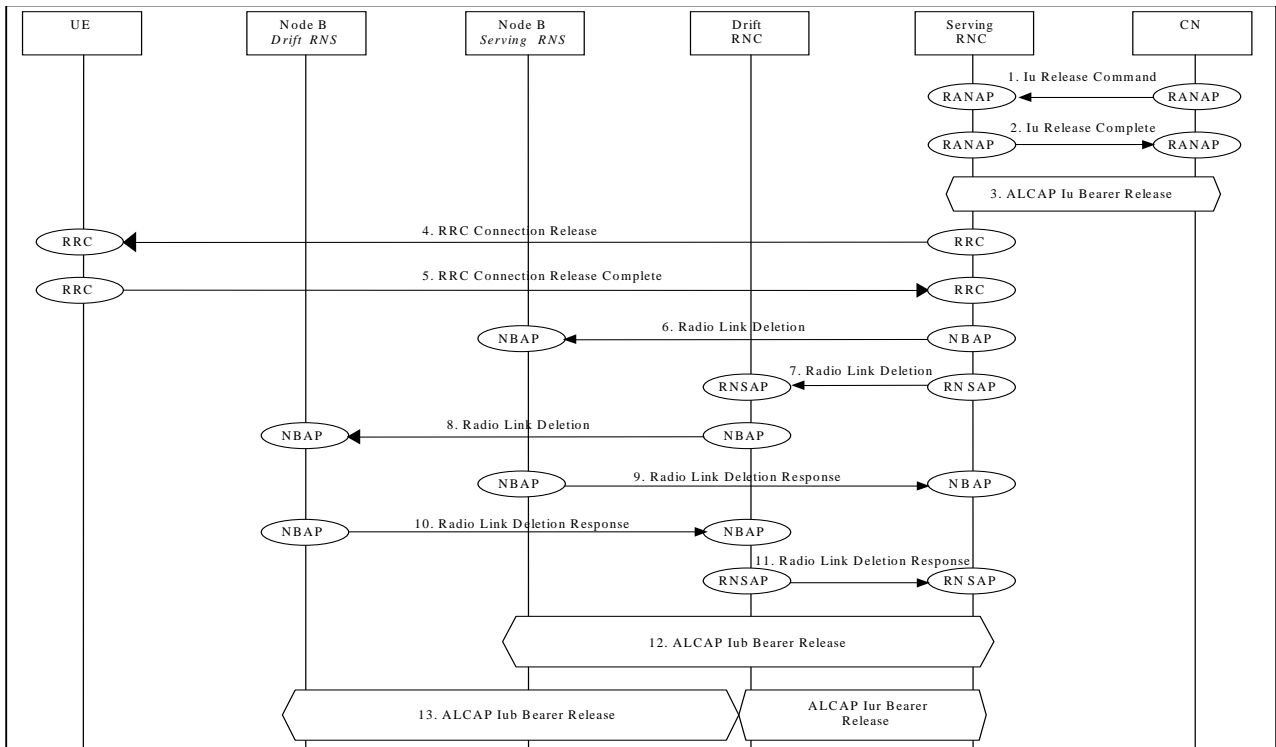 UE
Node B
Drift RNS
Node B
Serving RNS
Drift
RNC
Serving
RNC
CN
1. Iu Release Command
RANAP
RANAP
2. Iu Release Complete
RANAP
RANAP
3. ALCAP Iu Bearer Release
4. RRC Connection Release
RRC
RRC
5. RRC Connection Release Complete
RRC
RRC
6. Radio Link Deletion
NBAP
NBAP
7. Radio Link Deletion
RNSAP
RNSAP
8. Radio Link Deletion
NBAP
NBAP
9. Radio Link Deletion Response
NBAP
NBAP
10. Radio Link Deletion Response
NBAP
NBAP
11. Radio Link Deletion Response
RNSAP
RNSAP
12. ALCAP Iub Bearer Release
13. ALCAP Iub Bearer Release
ALCAP Iur Bearer
Release